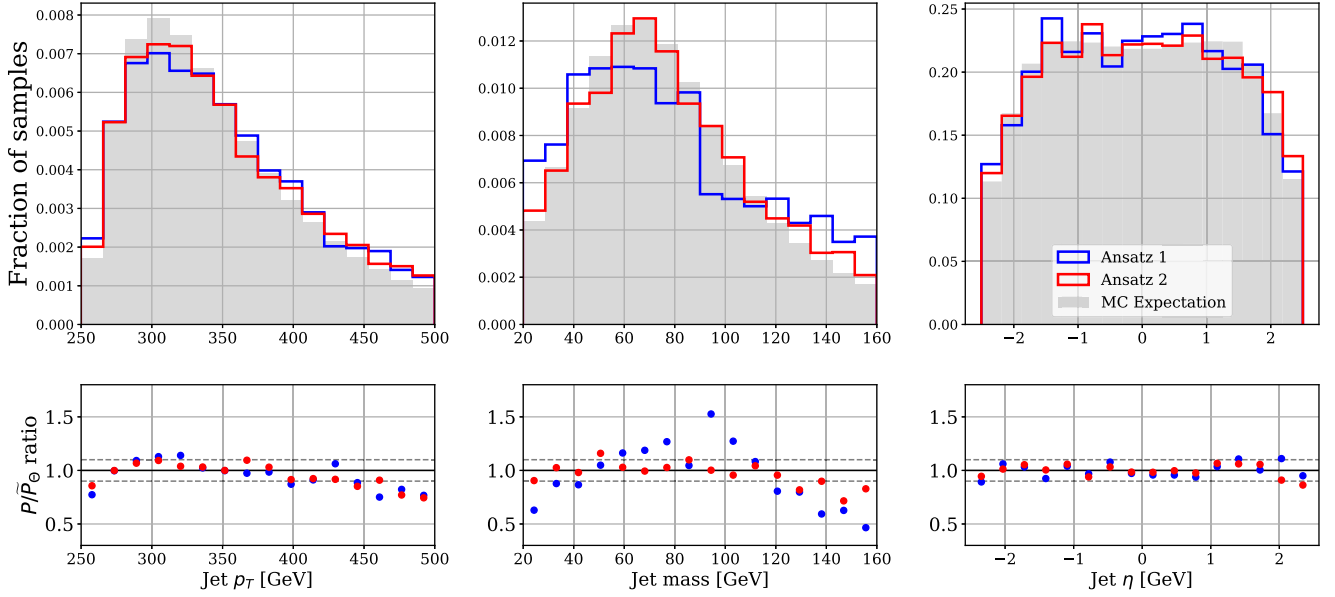 Fraction of samples
0.008
0.007
0.006
0.005
0.004
0.003
0.002
0.001
0.000
250 300 350 400 450 500
0.012
0.010
0.008
0.006
0.004
0.002
0.000
20 40 60 80 100 120 140 160
0.25
0.20
0.15
0.10
0.05
0.00
−2 −1 0 1 2
Ansatz 1
Ansatz 2
MC Expectation
P/P̃_Θ ratio
1.5
1.0
0.5
250 300 350 400 450 500
Jet p_T [GeV]
1.5
1.0
0.5
20 40 60 80 100 120 140 160
Jet mass [GeV]
1.5
1.0
0.5
−2 −1 0 1 2
Jet η [GeV]